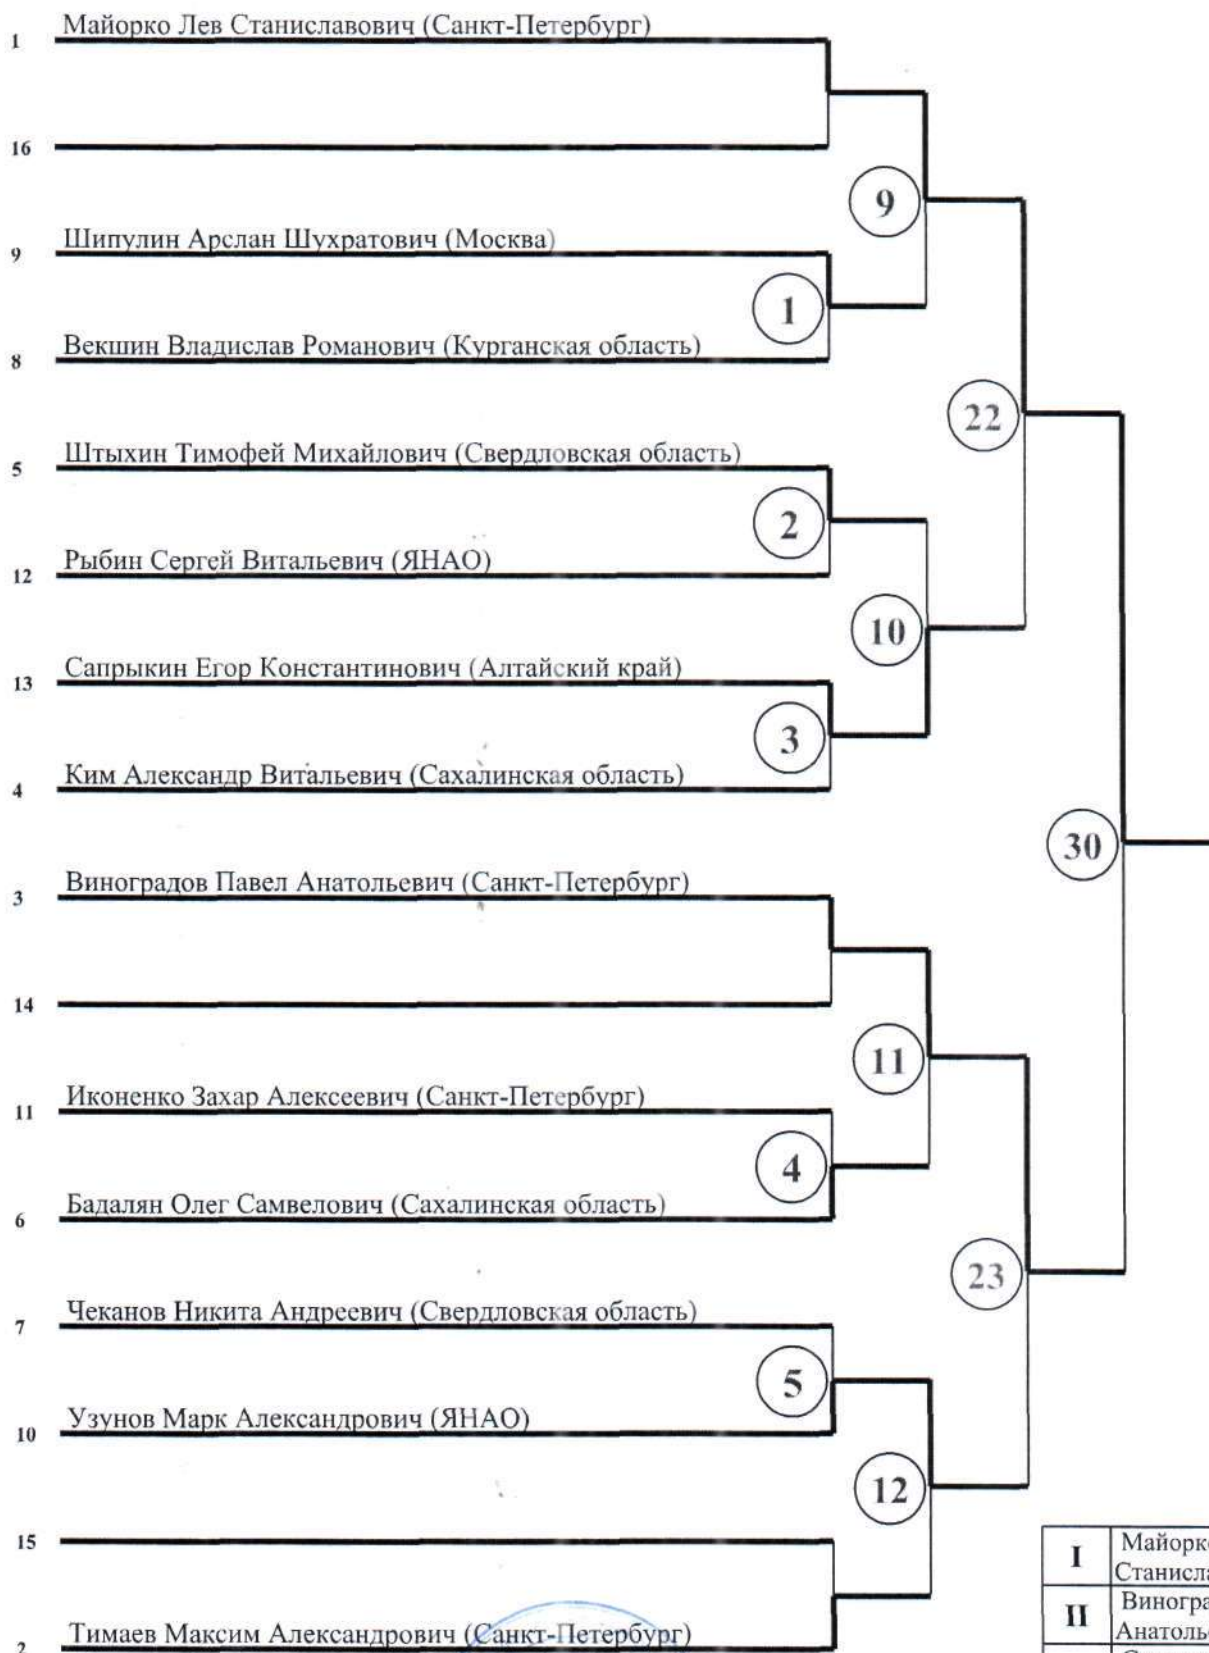 Майорко Лев Станиславович (Санкт-Петербург)
1
16
9
Шипулин Арслан Шухратович (Москва)
9
1
Векшин Владислав Романович (Курганская область)
8
22
Штыхин Тимофей Михайлович (Свердловская область)
5
2
Рыбин Сергей Витальевич (ЯНАО)
12
10
Сапрыкин Егор Константинович (Алтайский край)
13
3
Ким Александр Витальевич (Сахалинская область)
4
30
Виноградов Павел Анатольевич (Санкт-Петербург)
3
14
11
Иконенко Захар Алексеевич (Санкт-Петербург)
11
4
Бадалян Олег Самвелович (Сахалинская область)
6
23
Чеканов Никита Андреевич (Свердловская область)
7
5
Узунов Марк Александрович (ЯНАО)
10
12
15
I
Майорк
Станисла
II
Виногра
Анатоль
Тимаев Максим Александрович (Санкт-Петербург)
2